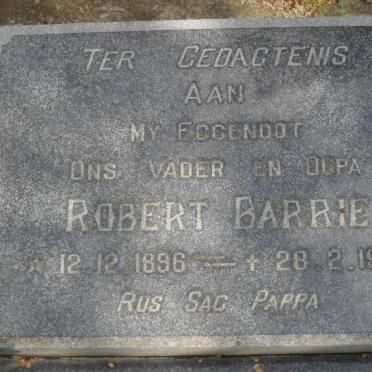 TER GEDAGTENIS
AAN
MY EGGENOOT
ONS VADER EN OUPA
ROBERT BARRIE
* 12.12.1896 — + 28.2.19
RUS SAG PAPPA